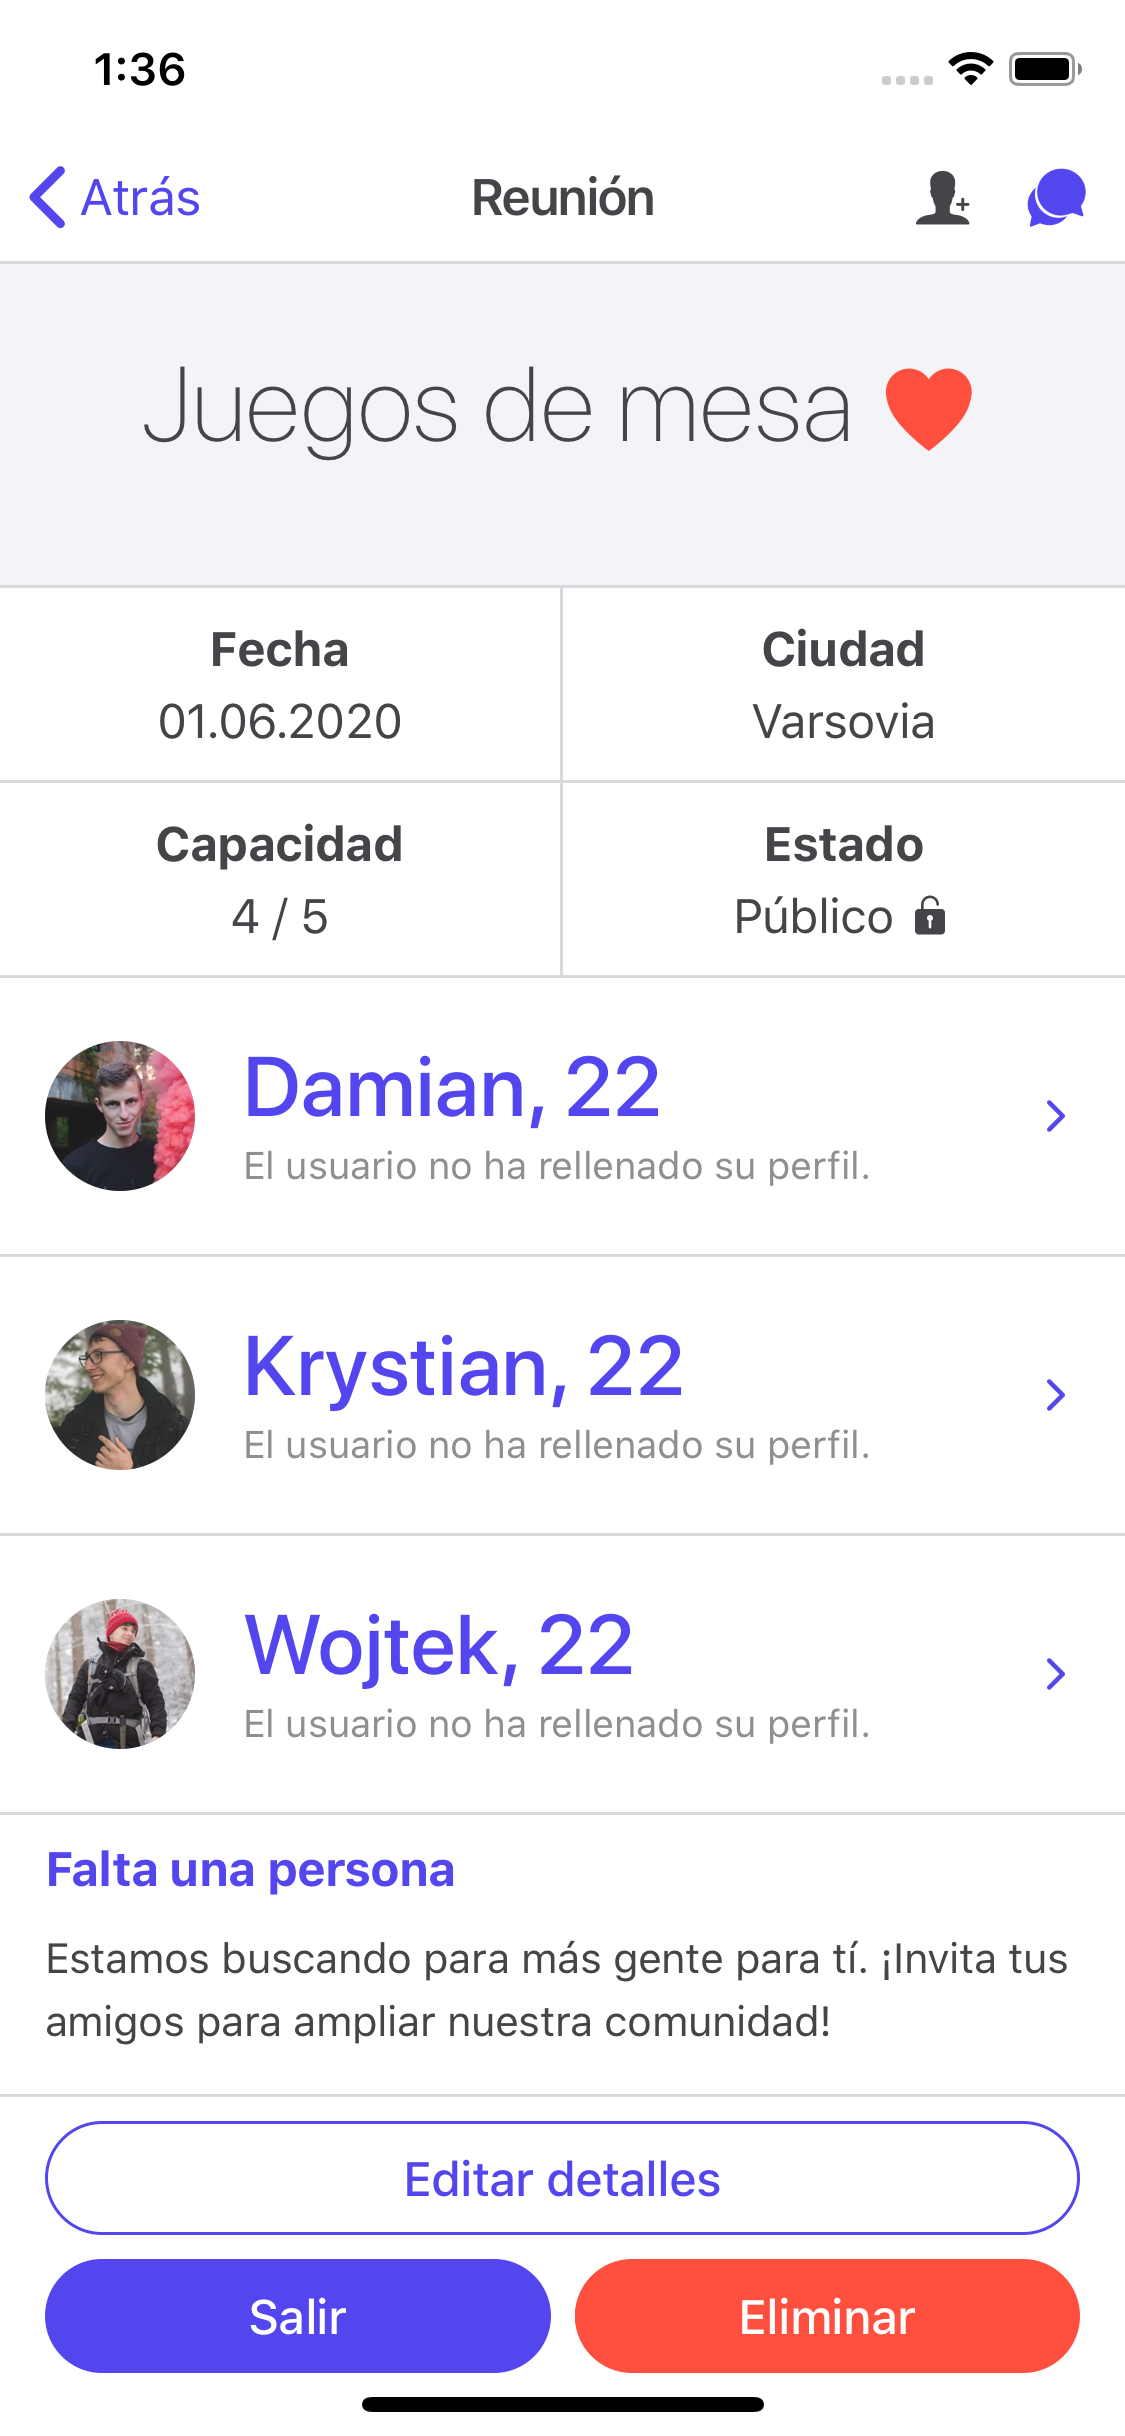 1:36
Atrás
Reunión
Juegos de mesa ❤
Fecha
01.06.2020
Ciudad
Varsovia
Capacidad
4 / 5
Estado
Público
Damian, 22
El usuario no ha rellenado su perfil.
Krystian, 22
El usuario no ha rellenado su perfil.
Wojtek, 22
El usuario no ha rellenado su perfil.
Falta una persona
Estamos buscando para más gente para tí. ¡Invita tus
amigos para ampliar nuestra comunidad!
Editar detalles
Salir
Eliminar